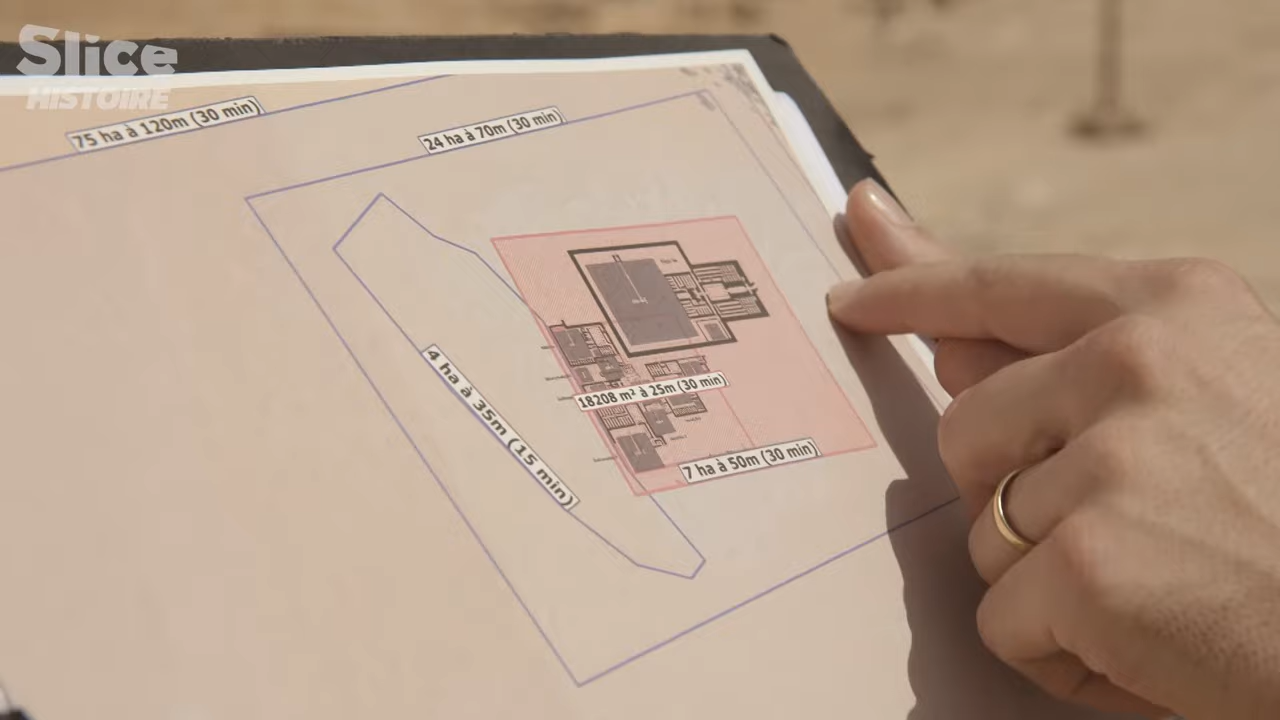 Slice
HISTOIRE
75 ha à 120m (30 min)
24 ha à 70m (30 min)
4 ha à 35m (15 min)
18208 m² à 25m (30 min)
7 ha à 50m (30 min)